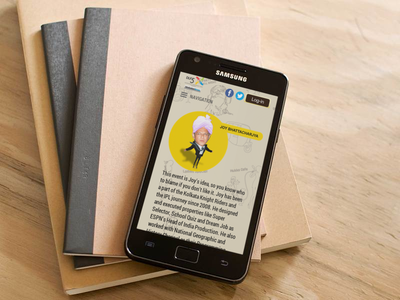 SAMSUNG
Log-in
NAVIGATION
JOY BHATTACHARJYA
This event is Joy's idea, so you know who
to blame if you don't like it. Joy has been
a part of the Kolkata Knight Riders and
the IPL journey since 2008. He designed
and executed properties like Super
Selector, School Quiz and Dream Job as
ESPN's Head of India Production. He also
worked with National Geographic and